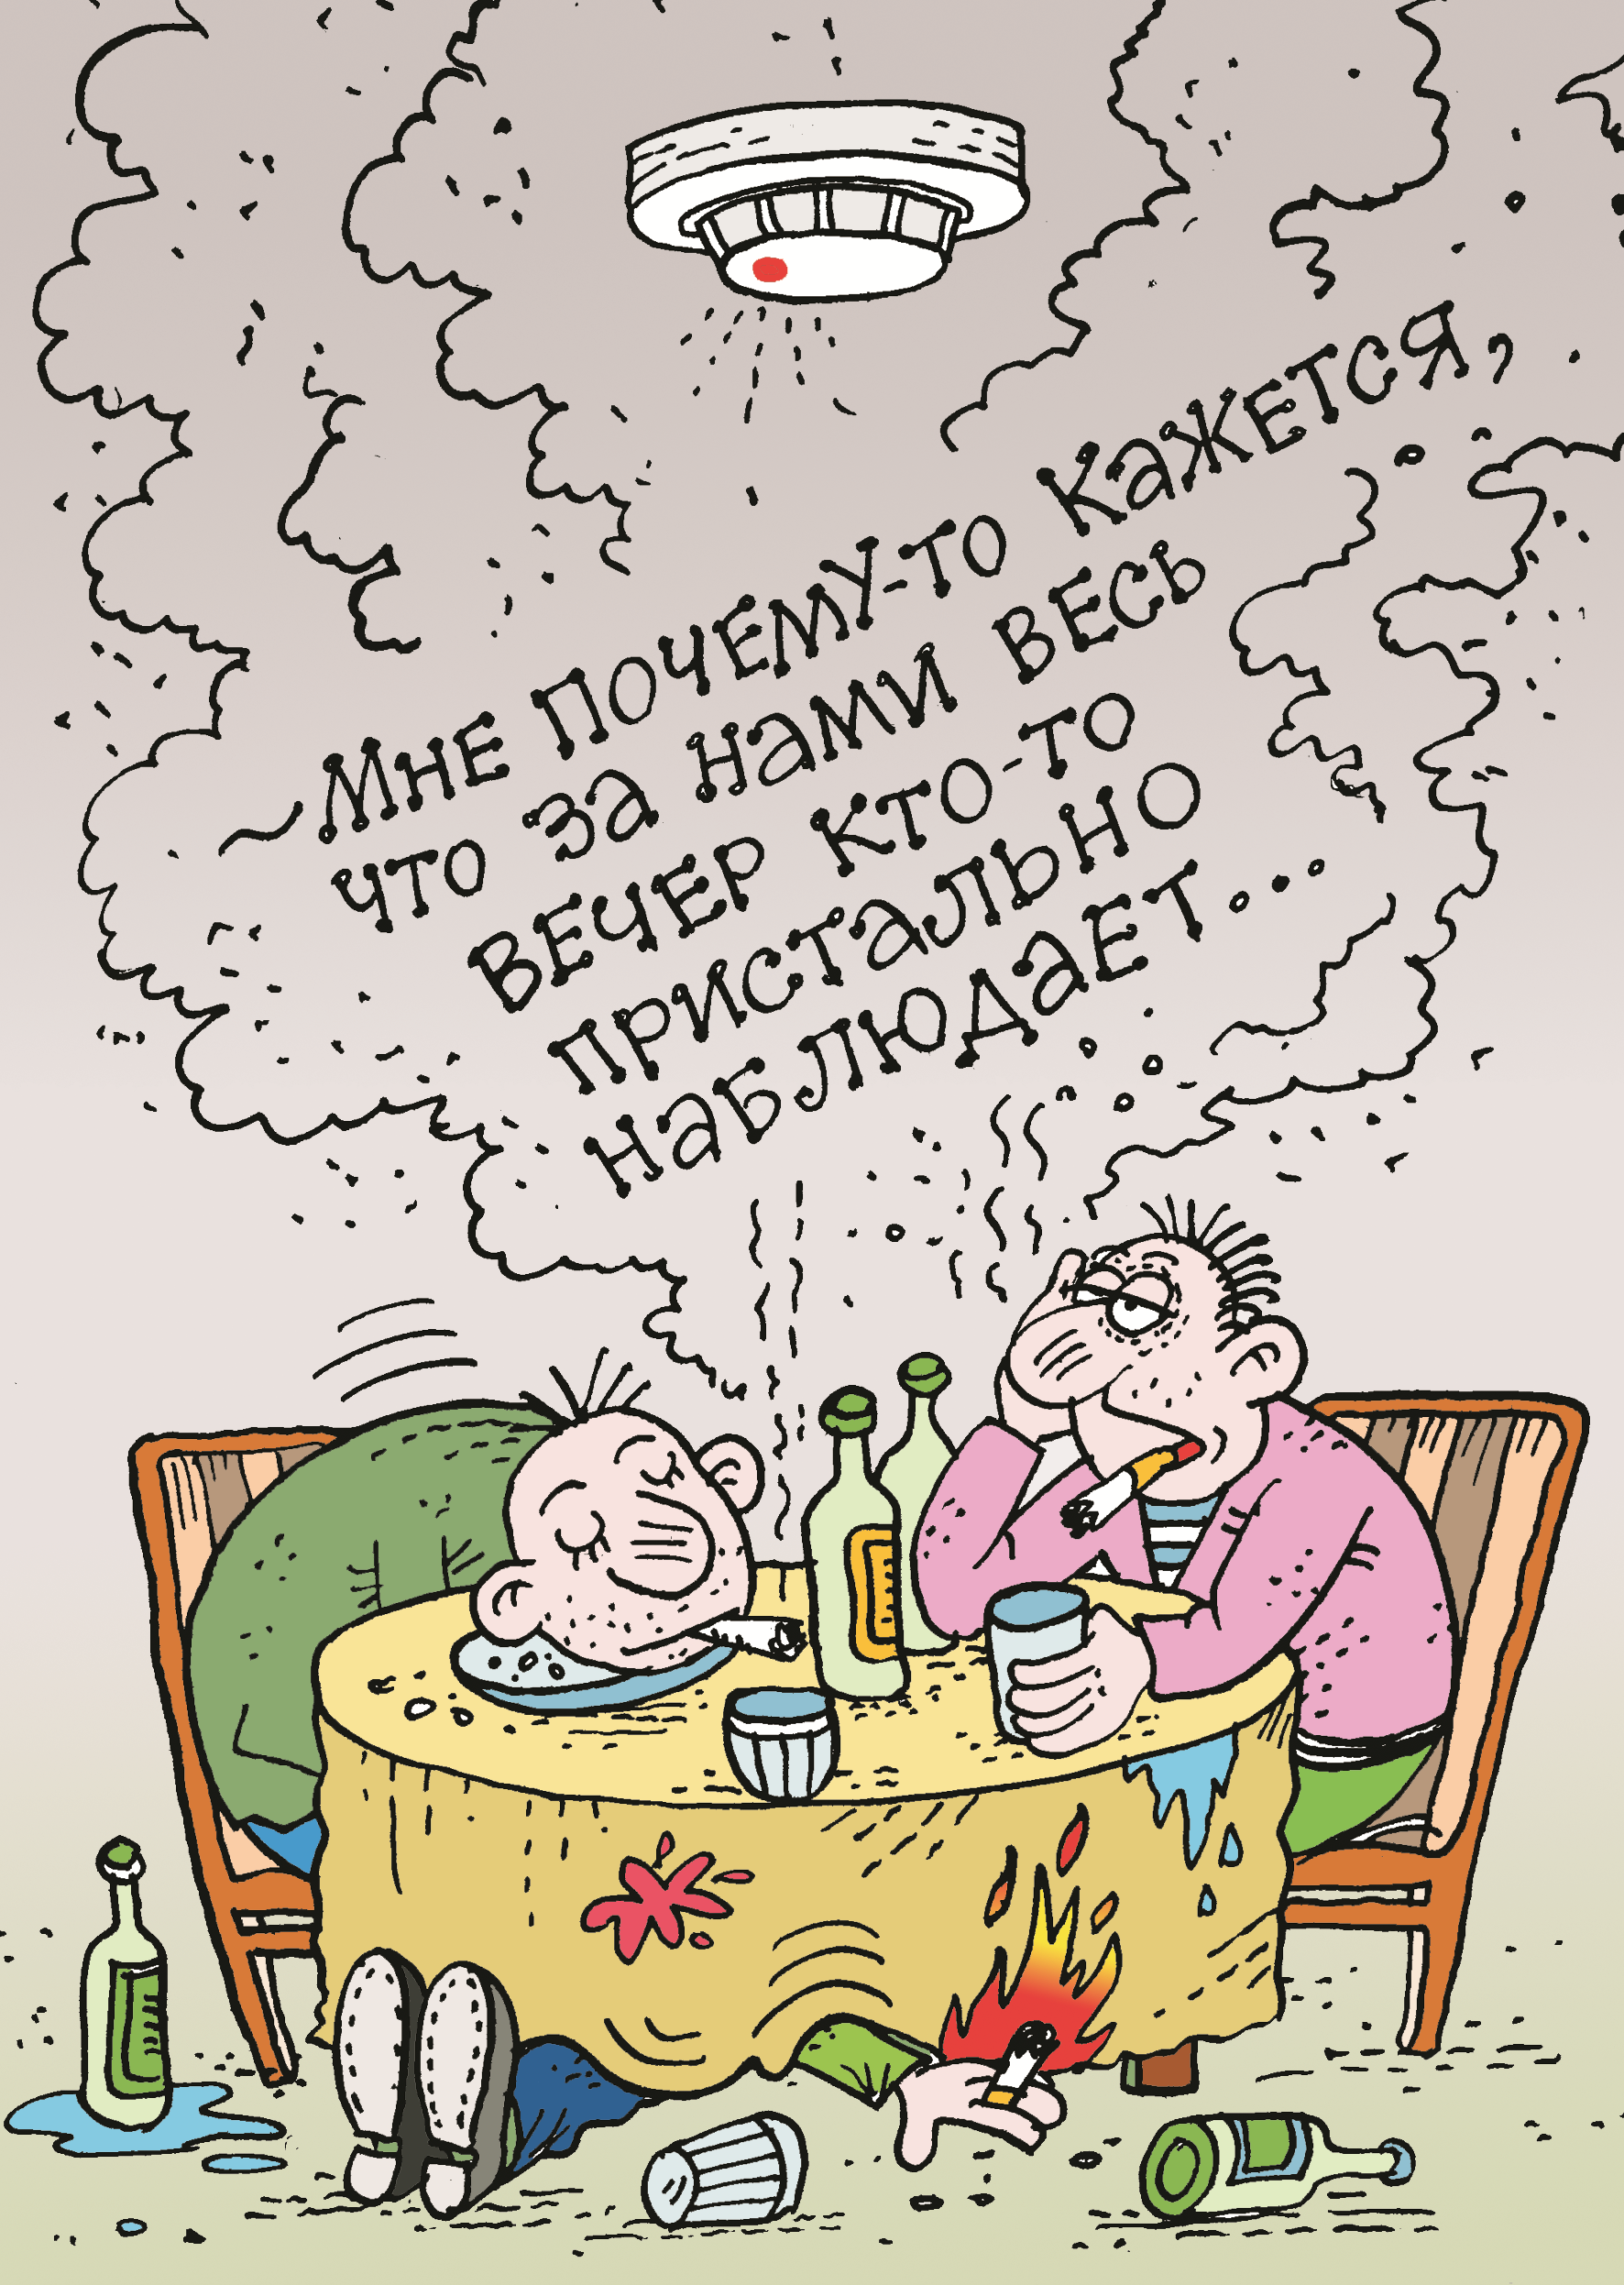 – Мне почему-то кажется,
что за нами весь
вечер кто-то
пристально
наблюдает...